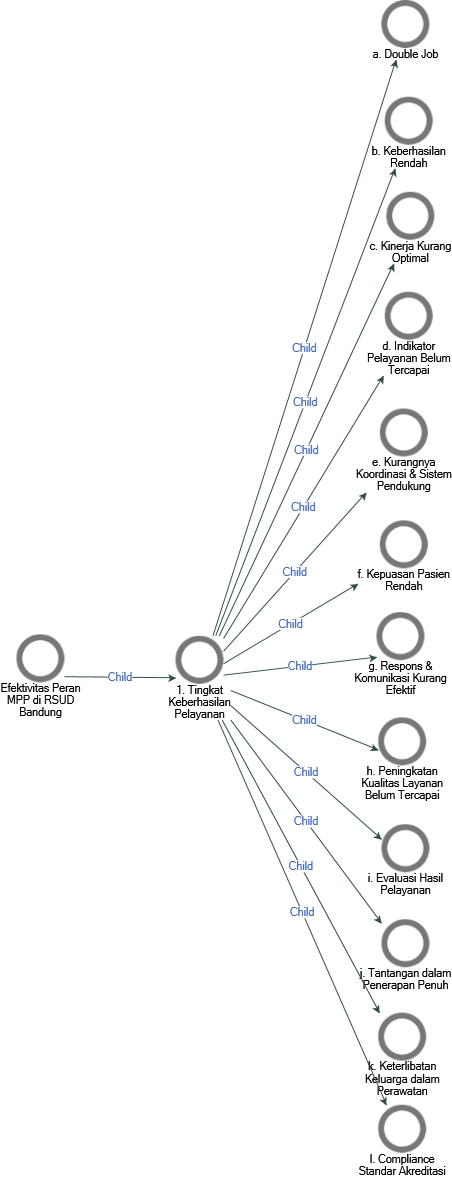 a. Double Job
b. Keberhasilan
Rendah
c. Kinerja Kurang
Optimal
Child
d. Indikator
Pelayanan Belum
Tercapai
Child
Child
e. Kurangnya
Koordinasi & Sistem
Pendukung
Child
Child
f. Kepuasan Pasien
Rendah
Child
g. Respons &
Komunikasi Kurang
Efektif
Child
Efektivitas Peran
MPP di RSUD
Bandung
Child
1. Tingkat
Keberhasilan
Pelayanan
Child
h. Peningkatan
Kualitas Layanan
Belum Tercapai
Child
i. Evaluasi Hasil
Pelayanan
Child
j. Tantangan dalam
Penerapan Penuh
Child
k. Keterlibatan
Keluarga dalam
Perawatan
Child
l. Compliance
Standar Akreditasi